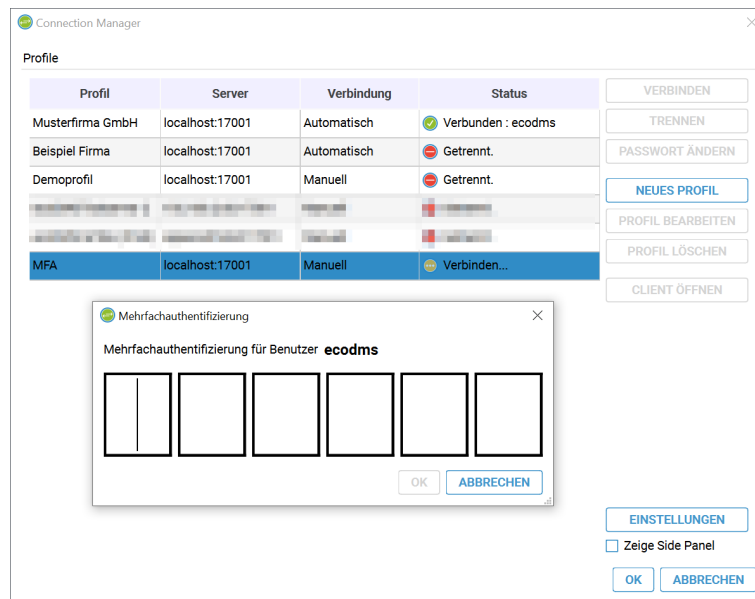 Connection Manager
Profile
Profil Server Verbindung Status
Musterfirma GmbH localhost:17001 Automatisch Verbunden : ecodms
Beispiel Firma localhost:17001 Automatisch Getrennt.
Demoprofil localhost:17001 Manuell Getrennt.
MFA localhost:17001 Manuell Verbinden...
VERBINDEN
TRENNEN
PASSWORT ÄNDERN
NEUES PROFIL
PROFIL BEARBEITEN
PROFIL LÖSCHEN
CLIENT ÖFFNEN
Mehrfachauthentifizierung
Mehrfachauthentifizierung für Benutzer ecodms
OK ABBRECHEN
EINSTELLUNGEN
Zeige Side Panel
OK ABBRECHEN